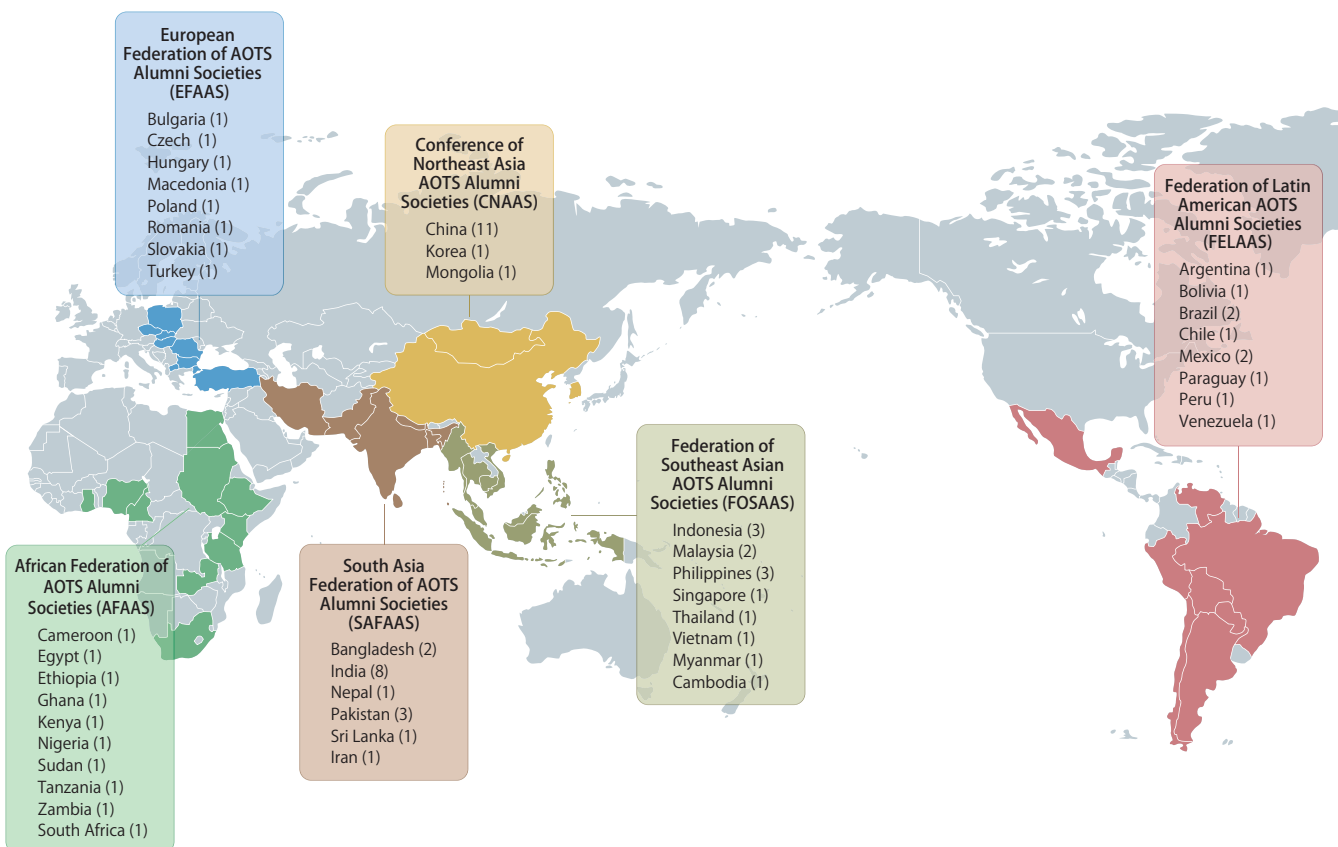 European
Federation of AOTS
Alumni Societies
(EFAAS)
Bulgaria (1)
Czech (1)
Hungary (1)
Macedonia (1)
Poland (1)
Romania (1)
Slovakia (1)
Turkey (1)
Conference of
Northeast Asia
AOTS Alumni
Societies (CNAAS)
China (11)
Korea (1)
Mongolia (1)
Federation of Latin
American AOTS
Alumni Societies
(FELAAS)
Argentina (1)
Bolivia (1)
Brazil (2)
Chile (1)
Mexico (2)
Paraguay (1)
Peru (1)
Venezuela (1)
Federation of
Southeast Asian
AOTS Alumni
Societies (FOSAAS)
Indonesia (3)
Malaysia (2)
Philippines (3)
Singapore (1)
Thailand (1)
Vietnam (1)
Myanmar (1)
Cambodia (1)
African Federation of
AOTS Alumni
Societies (AFAAS)
Cameroon (1)
Egypt (1)
Ethiopia (1)
Ghana (1)
Kenya (1)
Nigeria (1)
Sudan (1)
Tanzania (1)
Zambia (1)
South Africa (1)
South Asia
Federation of AOTS
Alumni Societies
(SAFAAS)
Bangladesh (2)
India (8)
Nepal (1)
Pakistan (3)
Sri Lanka (1)
Iran (1)